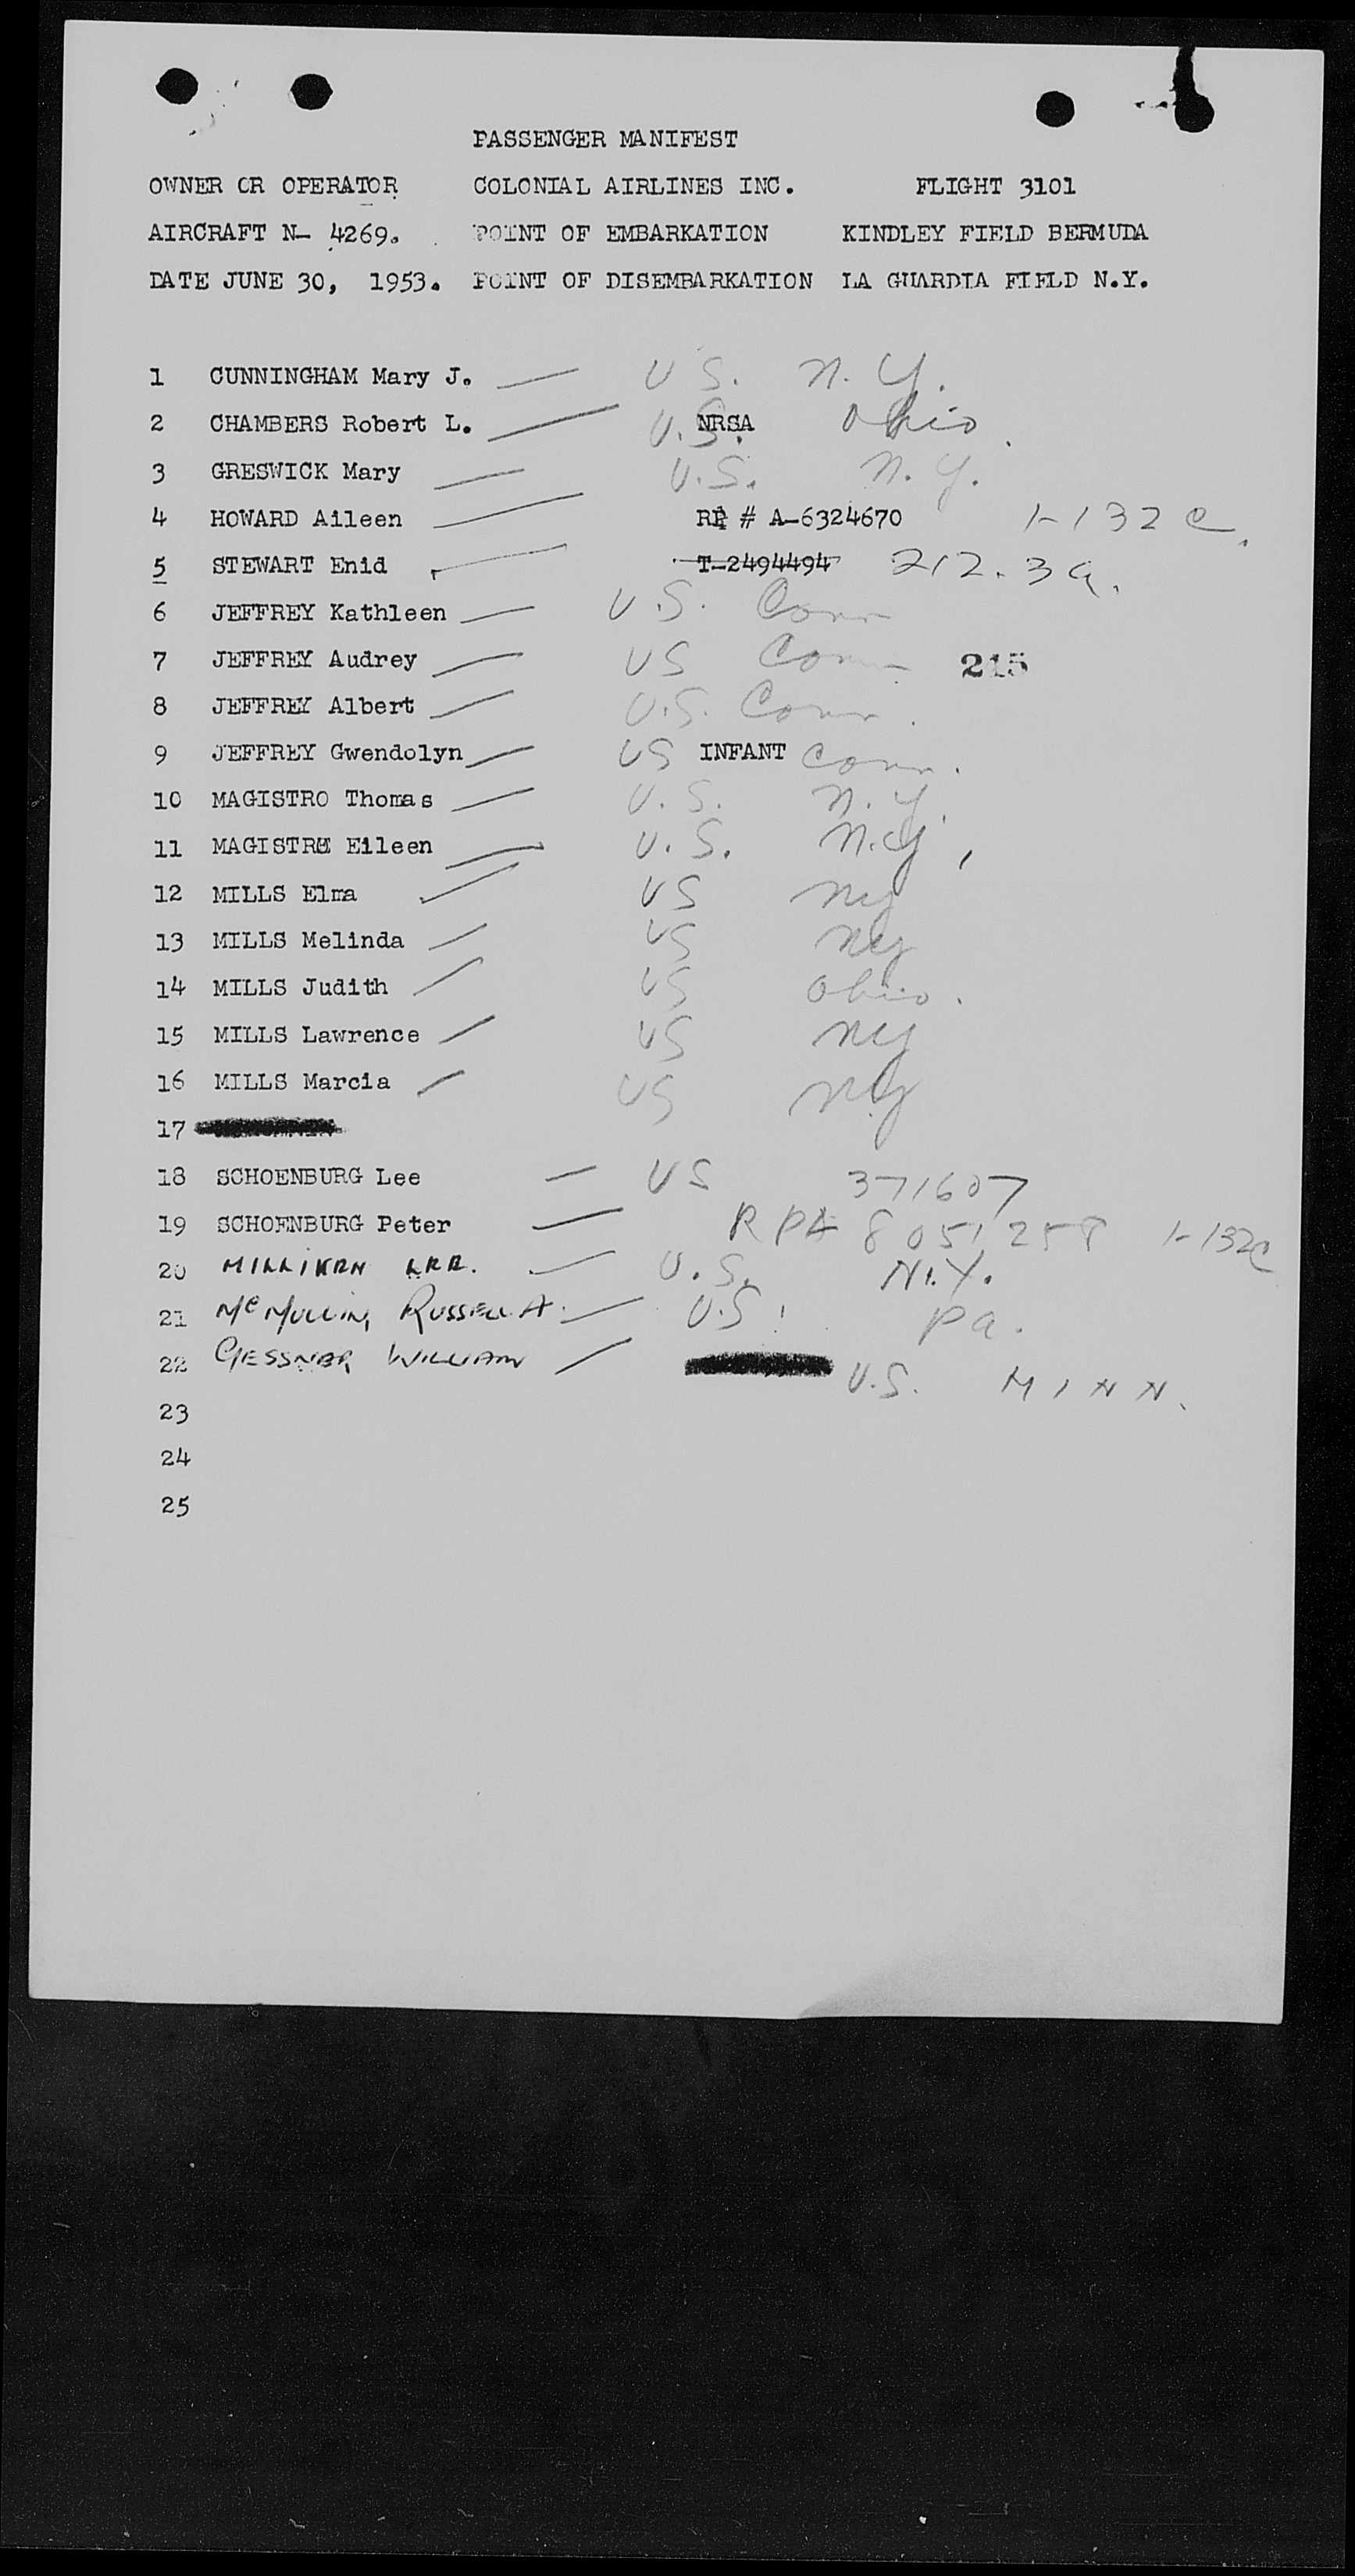 PASSENGER MANIFEST
OWNER OR OPERATOR COLONIAL AIRLINES INC. FLIGHT 3101
AIRCRAFT N- 4269. POINT OF EMBARKATION KINDLEY FIELD BERMUDA
DATE JUNE 30, 1953. POINT OF DISEMBARKATION LA GUARDIA FIELD N.Y.
1 CUNNINGHAM Mary J. — U S. N.Y.
2 CHAMBERS Robert L. — U.S. NRSA Ohio.
3 GRESWICK Mary — U.S. N.Y.
4 HOWARD Aileen — RP # A-6324670 1-132 C.
5 STEWART Enid — T-2494494 212.3a.
6 JEFFREY Kathleen — U.S. Conn
7 JEFFREY Audrey — US Conn 215
8 JEFFREY Albert — U.S. Conn.
9 JEFFREY Gwendolyn — US INFANT Conn.
10 MAGISTRO Thomas — U.S. N.Y.
11 MAGISTRO Eileen — U.S. N.Y,
12 MILLS Elma — US NY
13 MILLS Melinda — US NY
14 MILLS Judith — US Ohio.
15 MILLS Lawrence — US NY
16 MILLS Marcia — US NY
17
18 SCHOENBURG Lee — US 371607
19 SCHOENBURG Peter — RPA 8051258 1-132C
20 MILLIKEN LEE. — U.S. N.Y.
21 McMULLIN, RUSSELL A. — U.S. Pa.
22 GESSNER WILLIAM — U.S. MINN.
23
24
25